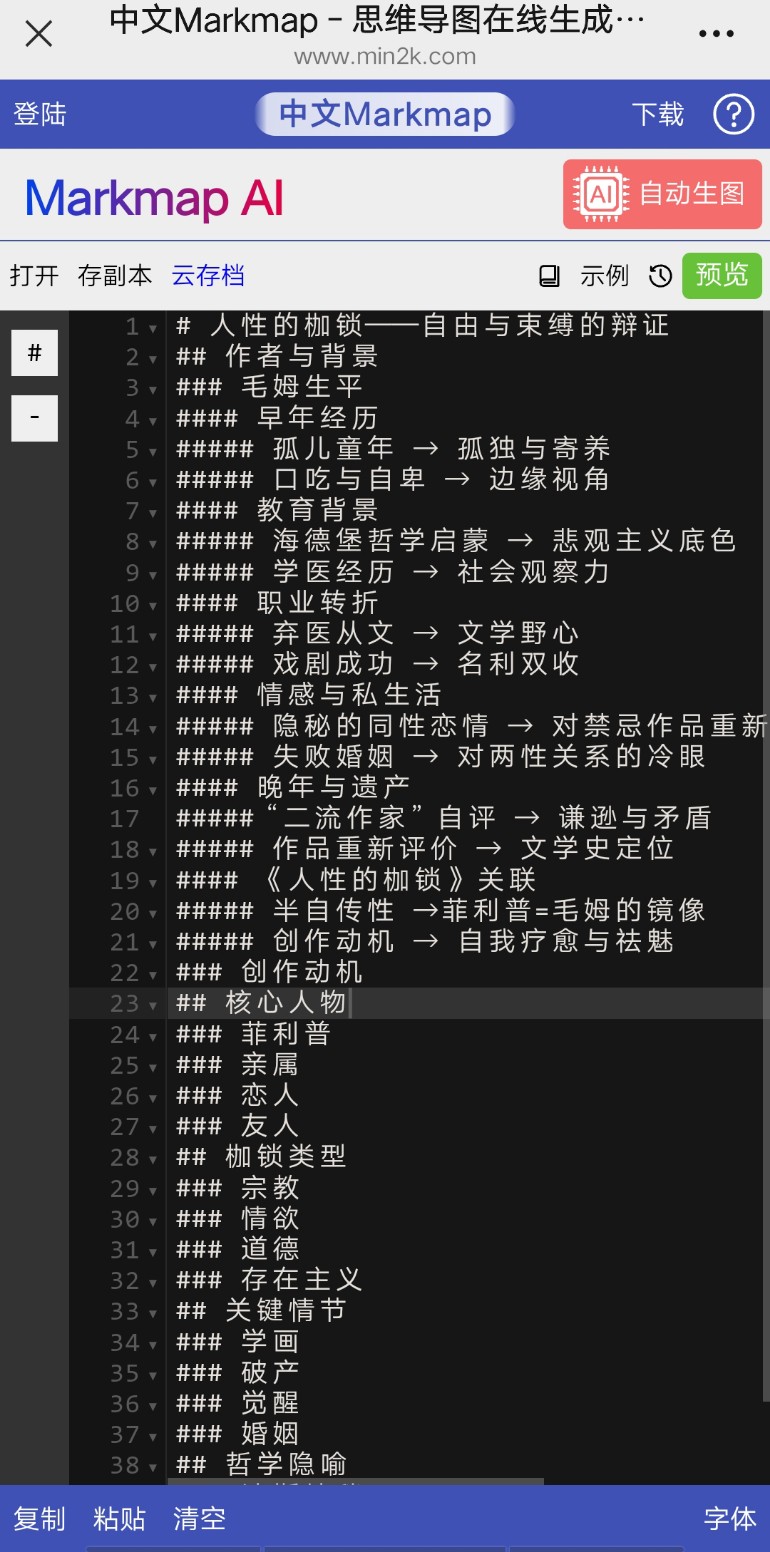 中文Markmap - 思维导图在线生成…
www.min2k.com
登陆
中文Markmap
下载
?
Markmap AI
AI
自动生图
打开 存副本 云存档
示例
预览
#
-
1 # 人性的枷锁——自由与束缚的辩证
2 ## 作者与背景
3 ### 毛姆生平
4 #### 早年经历
5 ##### 孤儿童年 → 孤独与寄养
6 ##### 口吃与自卑 → 边缘视角
7 #### 教育背景
8 ##### 海德堡哲学启蒙 → 悲观主义底色
9 ##### 学医经历 → 社会观察力
10 #### 职业转折
11 ##### 弃医从文 → 文学野心
12 ##### 戏剧成功 → 名利双收
13 #### 情感与私生活
14 ##### 隐秘的同性恋情 → 对禁忌作品重新
15 ##### 失败婚姻 → 对两性关系的冷眼
16 #### 晚年与遗产
17 #####“二流作家”自评 → 谦逊与矛盾
18 ##### 作品重新评价 → 文学史定位
19 #### 《人性的枷锁》关联
20 ##### 半自传性 →菲利普=毛姆的镜像
21 ##### 创作动机 → 自我疗愈与祛魅
22 ### 创作动机
23 ## 核心人物
24 ### 菲利普
25 ### 亲属
26 ### 恋人
27 ### 友人
28 ## 枷锁类型
29 ### 宗教
30 ### 情欲
31 ### 道德
32 ### 存在主义
33 ## 关键情节
34 ### 学画
35 ### 破产
36 ### 觉醒
37 ### 婚姻
38 ## 哲学隐喻
复制 粘贴 清空
字体